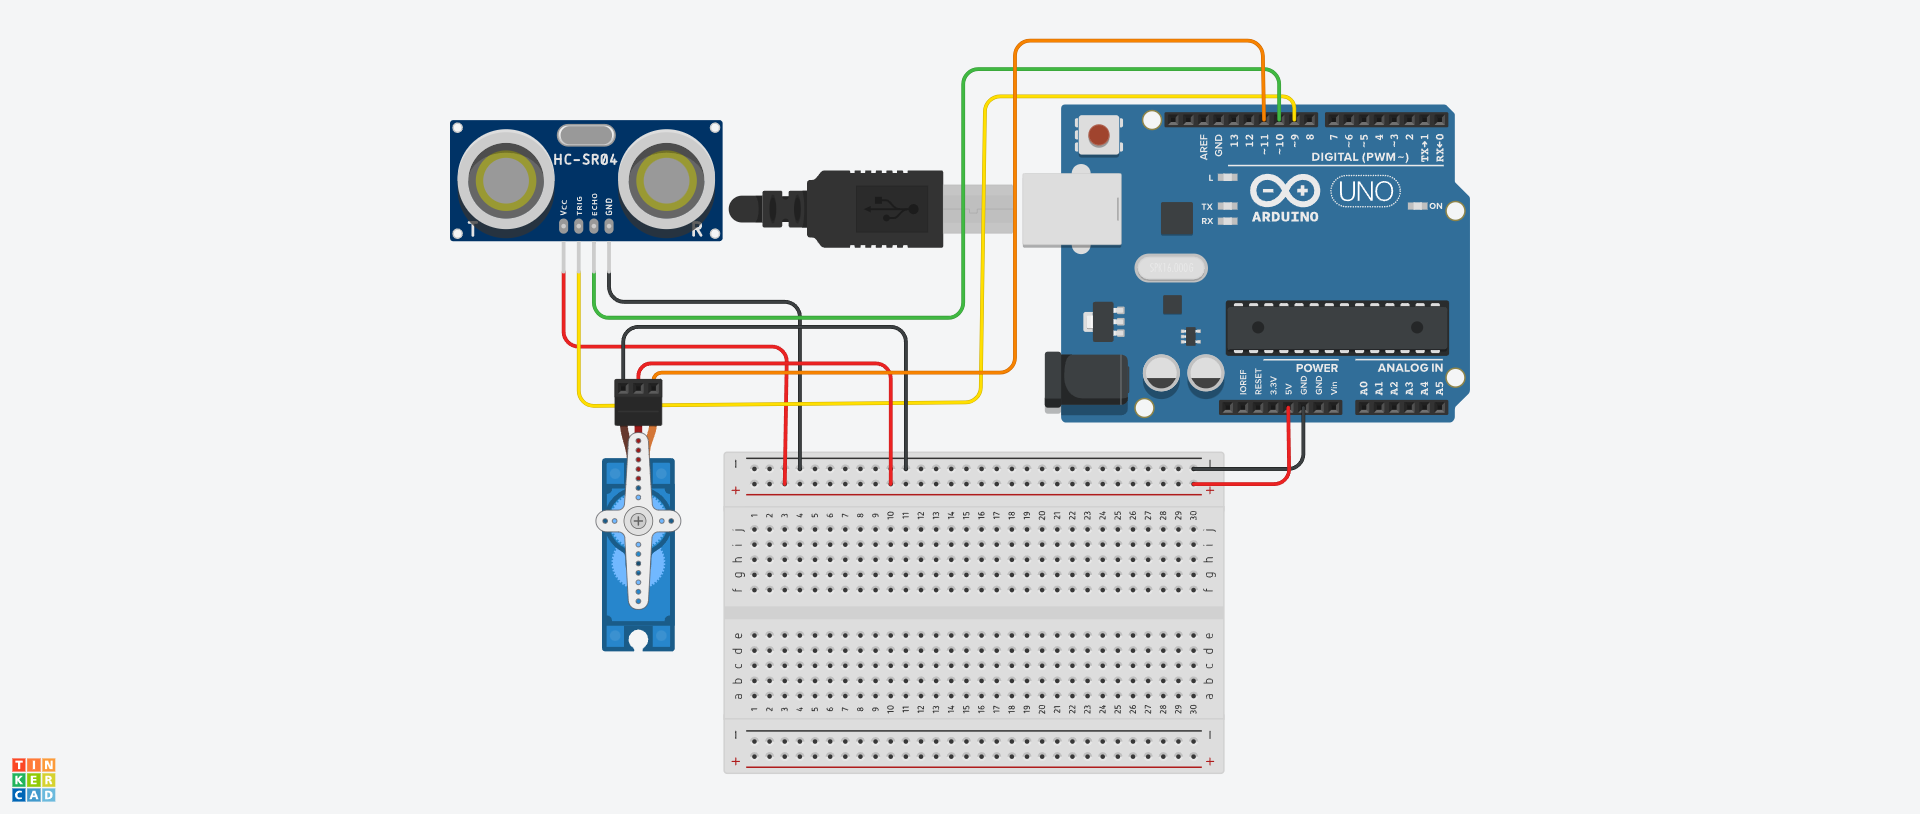 HC-SR04
VCC
TRIG
ECHO
GND
T
R
AREF
GND
13
12
~11
~10
~9
8
7
~6
~5
4
~3
2
TX→1
RX←0
DIGITAL (PWM~)
L
TX
RX
ARDUINO
UNO
ON
POWER
ANALOG IN
IOREF
RESET
3.3V
5V
GND
GND
Vin
A0
A1
A2
A3
A4
A5
− −
+ +
1 2 3 4 5 6 7 8 9 10 11 12 13 14 15 16 17 18 19 20 21 22 23 24 25 26 27 28 29 30
j j
i i
h h
g g
f f
e e
d d
c c
b b
a a
1 2 3 4 5 6 7 8 9 10 11 12 13 14 15 16 17 18 19 20 21 22 23 24 25 26 27 28 29 30
− −
+ +
TIN
KER
CAD